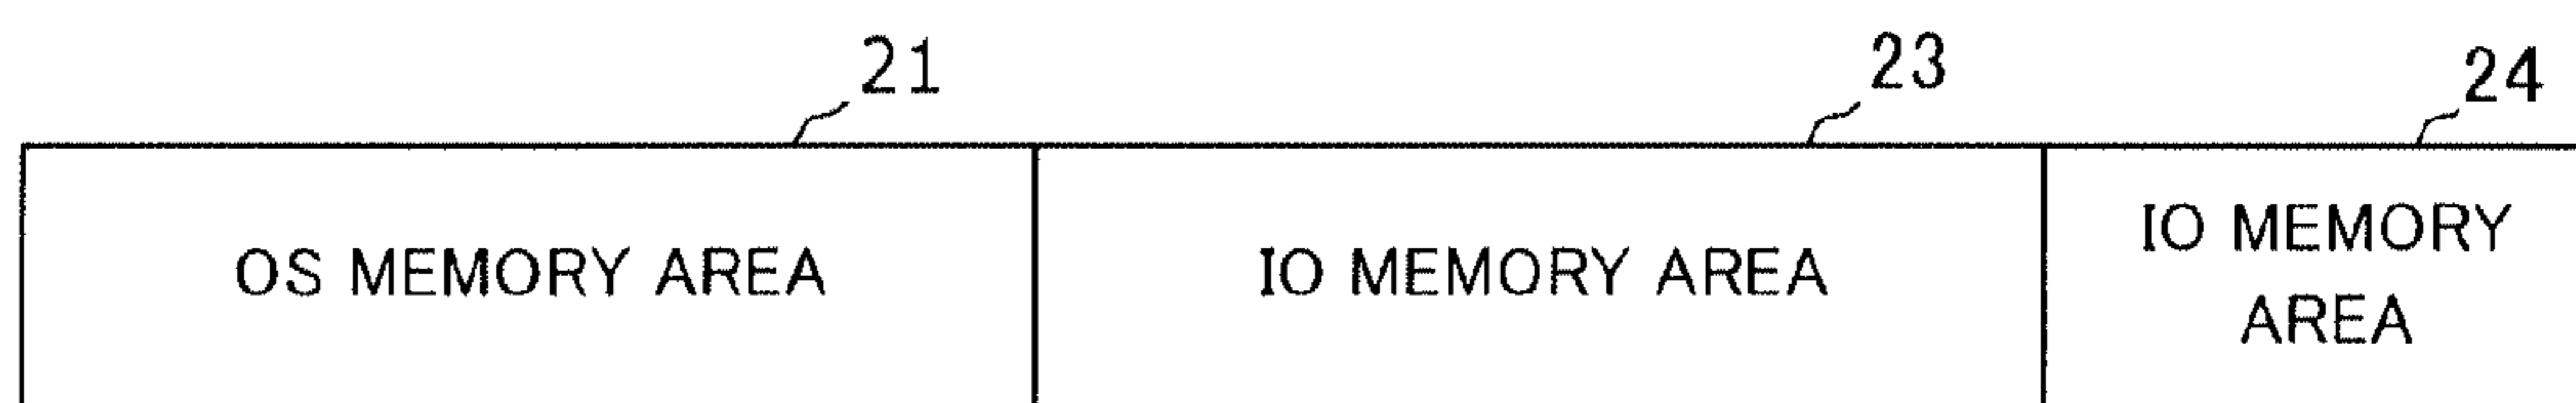 21
23
24
OS MEMORY AREA
IO MEMORY AREA
IO MEMORY
AREA